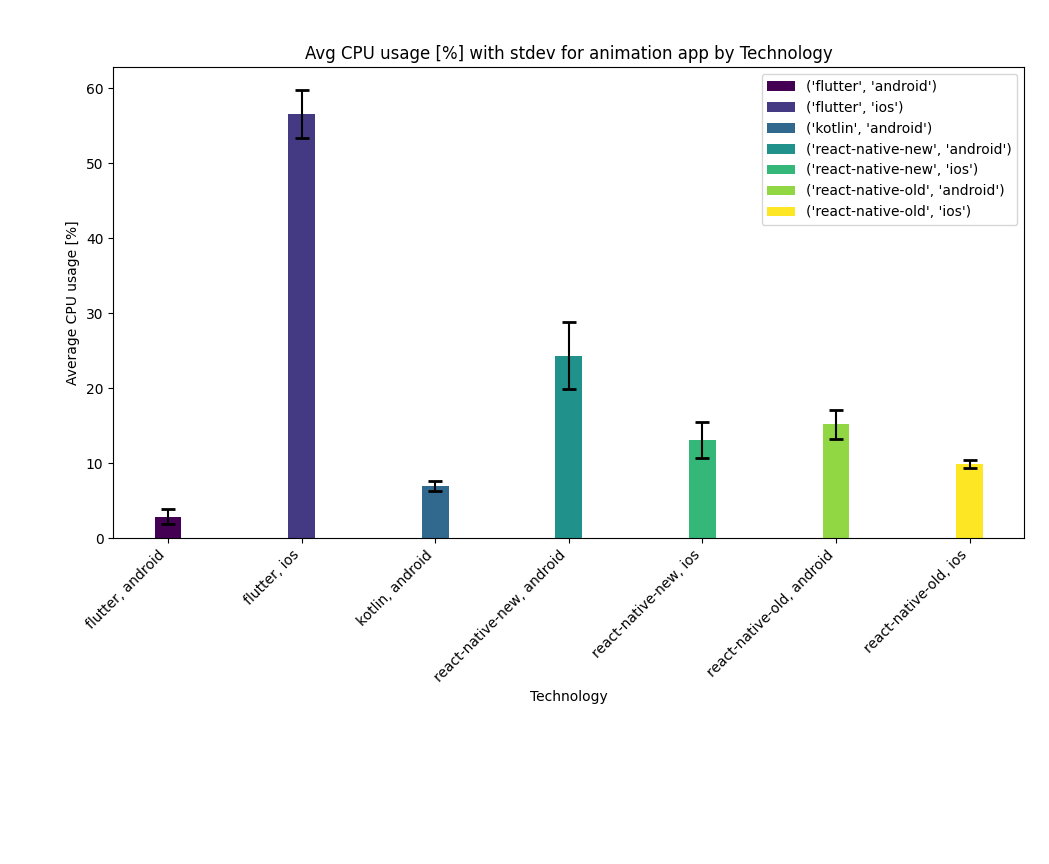 Avg CPU usage [%] with stdev for animation app by Technology
('flutter', 'android')
('flutter', 'ios')
('kotlin', 'android')
('react-native-new', 'android')
('react-native-new', 'ios')
('react-native-old', 'android')
('react-native-old', 'ios')
Average CPU usage [%]
60
50
40
30
20
10
0
flutter, android
flutter, ios
kotlin, android
react-native-new, android
react-native-new, ios
react-native-old, android
react-native-old, ios
Technology